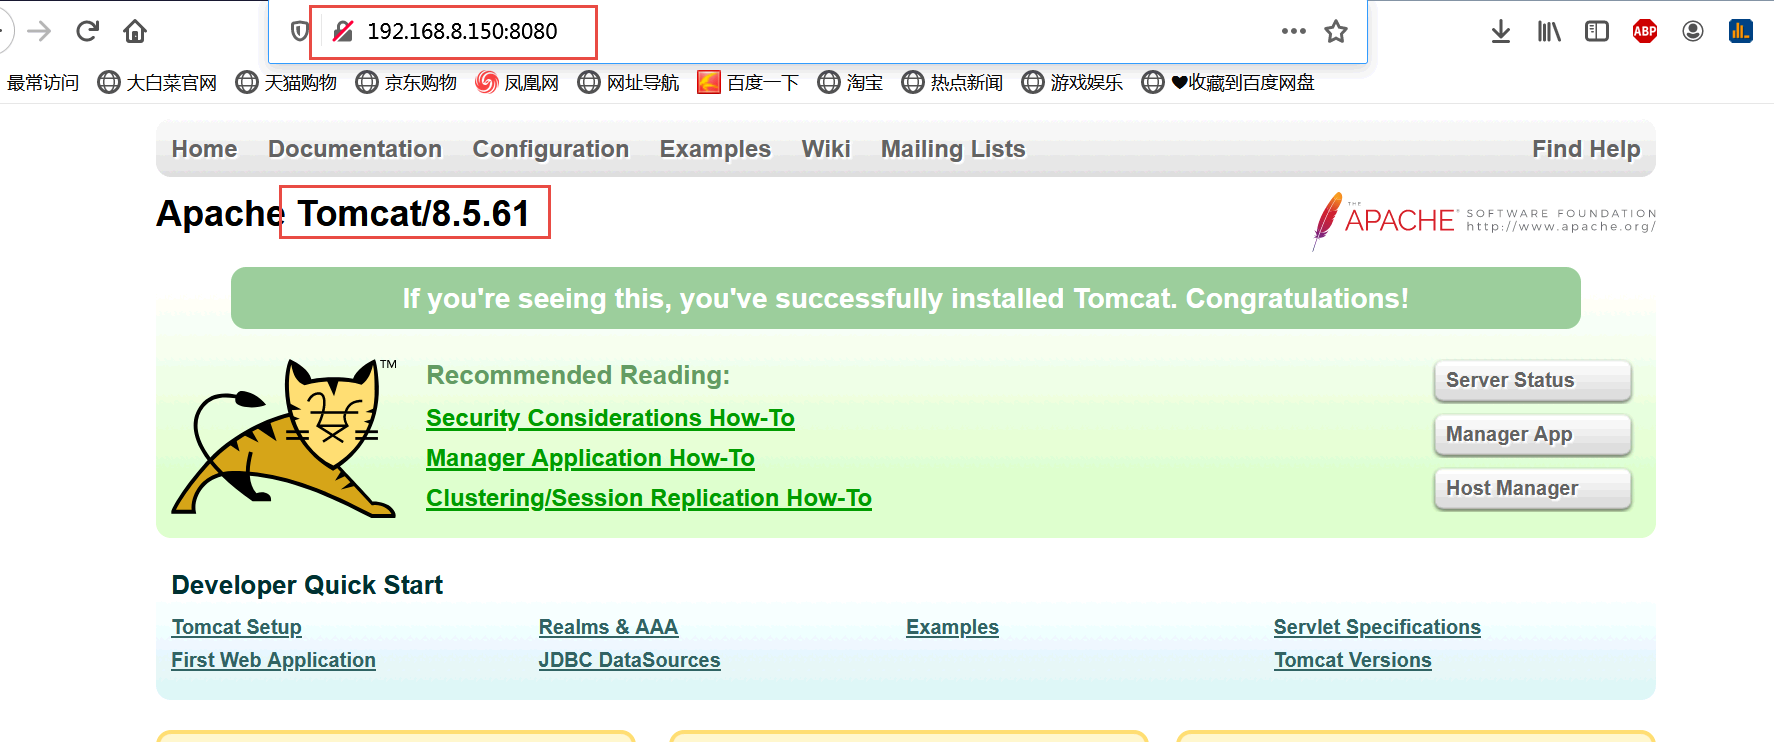 192.168.8.150:8080
ABP
最常访问 大白菜官网 天猫购物 京东购物 凤凰网 网址导航 百度一下 淘宝 热点新闻 游戏娱乐 ❤收藏到百度网盘
Home Documentation Configuration Examples Wiki Mailing Lists Find Help
Apache Tomcat/8.5.61
THE APACHE® SOFTWARE FOUNDATION
http://www.apache.org/
If you're seeing this, you've successfully installed Tomcat. Congratulations!
TM
Recommended Reading:
Security Considerations How-To
Manager Application How-To
Clustering/Session Replication How-To
Server Status
Manager App
Host Manager
Developer Quick Start
Tomcat Setup Realms & AAA Examples Servlet Specifications
First Web Application JDBC DataSources Tomcat Versions